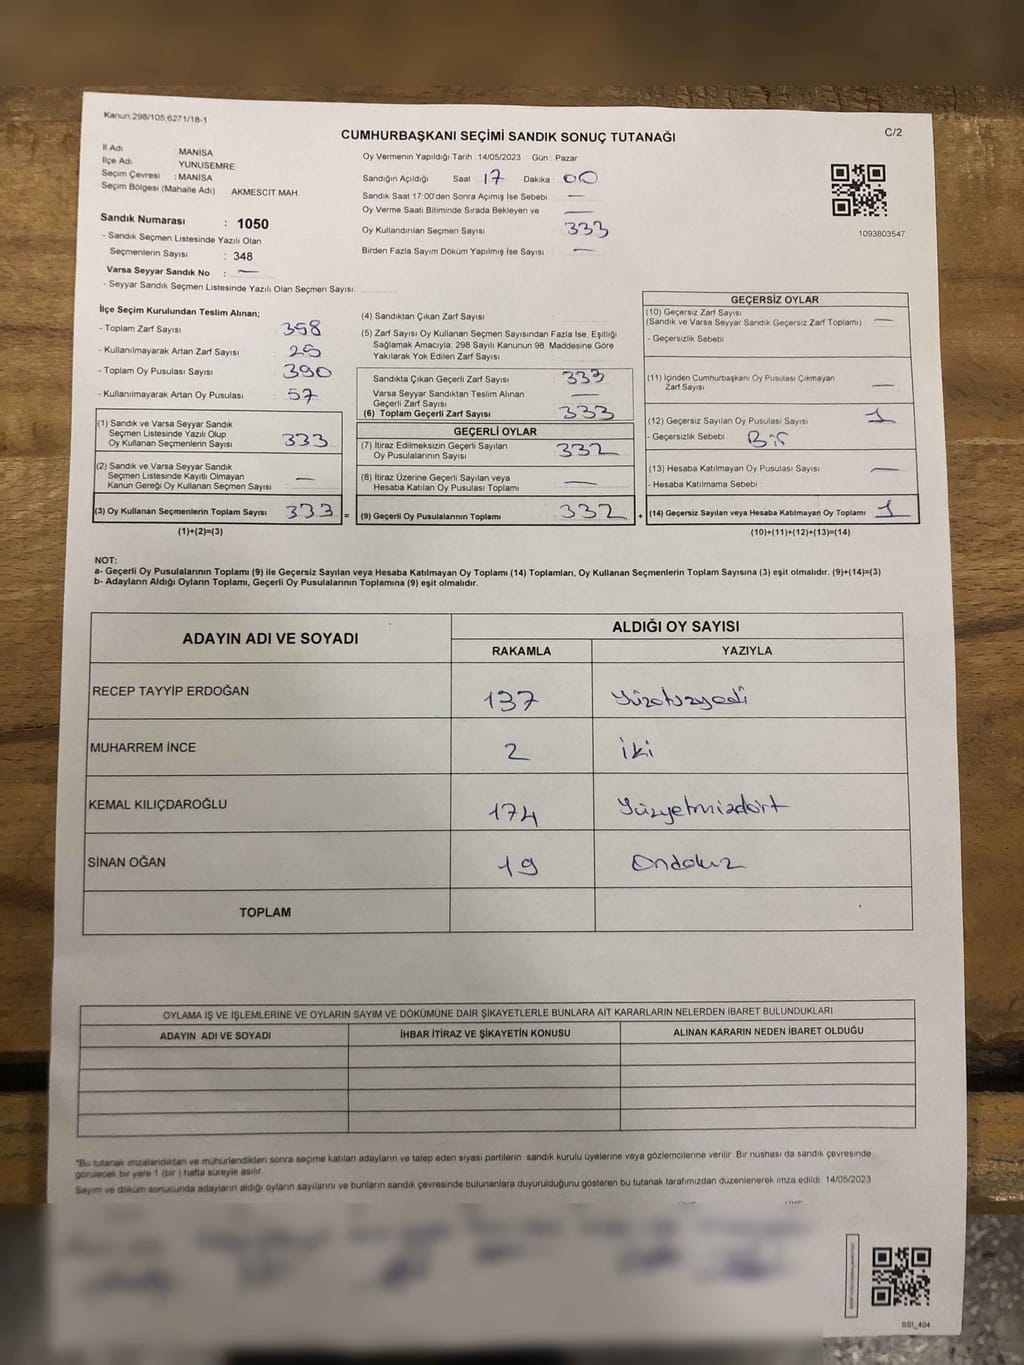 Kanun:298/105,6271/18-1
C/2
CUMHURBAŞKANI SEÇİMİ SANDIK SONUÇ TUTANAĞI
İl Adı MANİSA
İlçe Adı YUNUSEMRE
Seçim Çevresi : MANİSA
Seçim Bölgesi (Mahalle Adı) : AKMESCİT MAH.
Oy Vermenin Yapıldığı Tarih : 14/05/2023 Gün : Pazar
Sandığın Açıldığı Saat 17 Dakika : 00
Sandık Saat 17:00'den Sonra Açımış İse Sebebi —
Oy Verme Saati Bitiminde Sırada Bekleyen ve —
Oy Kullandırılan Seçmen Sayısı 333
Birden Fazla Sayım Döküm Yapılmış İse Sayısı —
1093803547
Sandık Numarası : 1050
- Sandık Seçmen Listesinde Yazılı Olan
Seçmenlerin Sayısı : 348
Varsa Seyyar Sandık No : —
- Seyyar Sandık Seçmen Listesinde Yazılı Olan Seçmen Sayısı:
İlçe Seçim Kurulundan Teslim Alınan;
- Toplam Zarf Sayısı 358
- Kullanılmayarak Artan Zarf Sayısı 25
- Toplam Oy Pusulası Sayısı 390
- Kullanılmayarak Artan Oy Pusulası 57
(1) Sandık ve Varsa Seyyar Sandık
Seçmen Listesinde Yazılı Olup
Oy Kullanan Seçmenlerin Sayısı 333
(2) Sandık ve Varsa Seyyar Sandık
Seçmen Listesinde Kayıtlı Olmayan
Kanun Gereği Oy Kullanan Seçmen Sayısı —
(3) Oy Kullanan Seçmenlerin Toplam Sayısı 333 =
(1)+(2)=(3)
(4) Sandıktan Çıkan Zarf Sayısı
(5) Zarf Sayısı Oy Kullanan Seçmen Sayısından Fazla İse, Eşitliği
Sağlamak Amacıyla, 298 Sayılı Kanunun 98. Maddesine Göre
Yakılarak Yok Edilen Zarf Sayısı
Sandıkta Çıkan Geçerli Zarf Sayısı 333
Varsa Seyyar Sandıktan Teslim Alınan
Geçerli Zarf Sayısı —
(6) Toplam Geçerli Zarf Sayısı 333
GEÇERLİ OYLAR
(7) İtiraz Edilmeksizin Geçerli Sayılan
Oy Pusulalarının Sayısı 332
(8) İtiraz Üzerine Geçerli Sayılan veya
Hesaba Katılan Oy Pusulası Toplamı —
(9) Geçerli Oy Pusulalarının Toplamı 332 +
GEÇERSİZ OYLAR
(10) Geçersiz Zarf Sayısı
(Sandık ve Varsa Seyyar Sandık Geçersiz Zarf Toplamı) —
- Geçersizlik Sebebi
(11) İçinden Cumhurbaşkanı Oy Pusulası Çıkmayan
Zarf Sayısı —
(12) Geçersiz Sayılan Oy Pusulası Sayısı 1
- Geçersizlik Sebebi Bir
(13) Hesaba Katılmayan Oy Pusulası Sayısı —
- Hesaba Katılmama Sebebi
(14) Geçersiz Sayılan veya Hesaba Katılmayan Oy Toplamı 1
(10)+(11)+(12)+(13)=(14)
NOT:
a- Geçerli Oy Pusulalarının Toplamı (9) ile Geçersiz Sayılan veya Hesaba Katılmayan Oy Toplamı (14) Toplamları, Oy Kullanan Seçmenlerin Toplam Sayısına (3) eşit olmalıdır. (9)+(14)=(3)
b- Adayların Aldığı Oyların Toplamı, Geçerli Oy Pusulalarının Toplamına (9) eşit olmalıdır.
ADAYIN ADI VE SOYADI ALDIĞI OY SAYISI
RAKAMLA YAZIYLA
RECEP TAYYİP ERDOĞAN 137 Yüzotuzyedi
MUHARREM İNCE 2 iki
KEMAL KILIÇDAROĞLU 174 Yüzyetmişdört
SİNAN OĞAN 19 Ondokuz
TOPLAM
OYLAMA İŞ VE İŞLEMLERİNE VE OYLARIN SAYIM VE DÖKÜMÜNE DAİR ŞİKAYETLERLE BUNLARA AİT KARARLARIN NELERDEN İBARET BULUNDUKLARI
ADAYIN ADI VE SOYADI İHBAR İTİRAZ VE ŞİKAYETİN KONUSU ALINAN KARARIN NEDEN İBARET OLDUĞU
*Bu tutanak imzalandıktan ve mühürlendikten sonra seçime katılan adayların ve talep eden siyasi partilerin sandık kurulu üyelerine veya gözlemcilerine verilir. Bir nüshası da sandık çevresinde
görülecek bir yere 1 (bir ) hafta süreyle asılır.
Sayım ve döküm sonucunda adayların aldığı oyların sayılarını ve bunların sandık çevresinde bulunanlara duyurulduğunu gösteren bu tutanak tarafımızdan düzenlenerek imza edildi. 14/05/2023